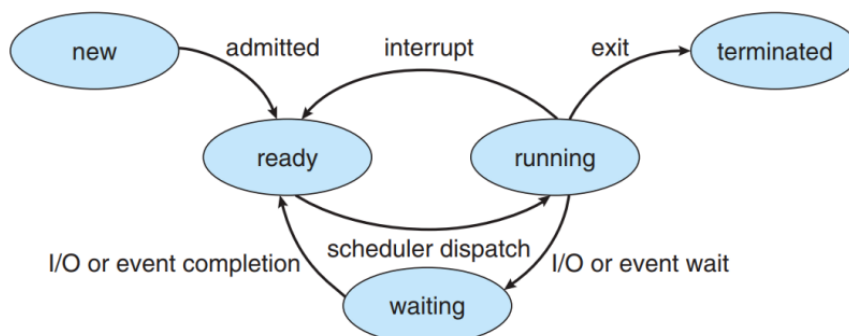 new
admitted
interrupt
exit
terminated
ready
running
scheduler dispatch
I/O or event completion
I/O or event wait
waiting